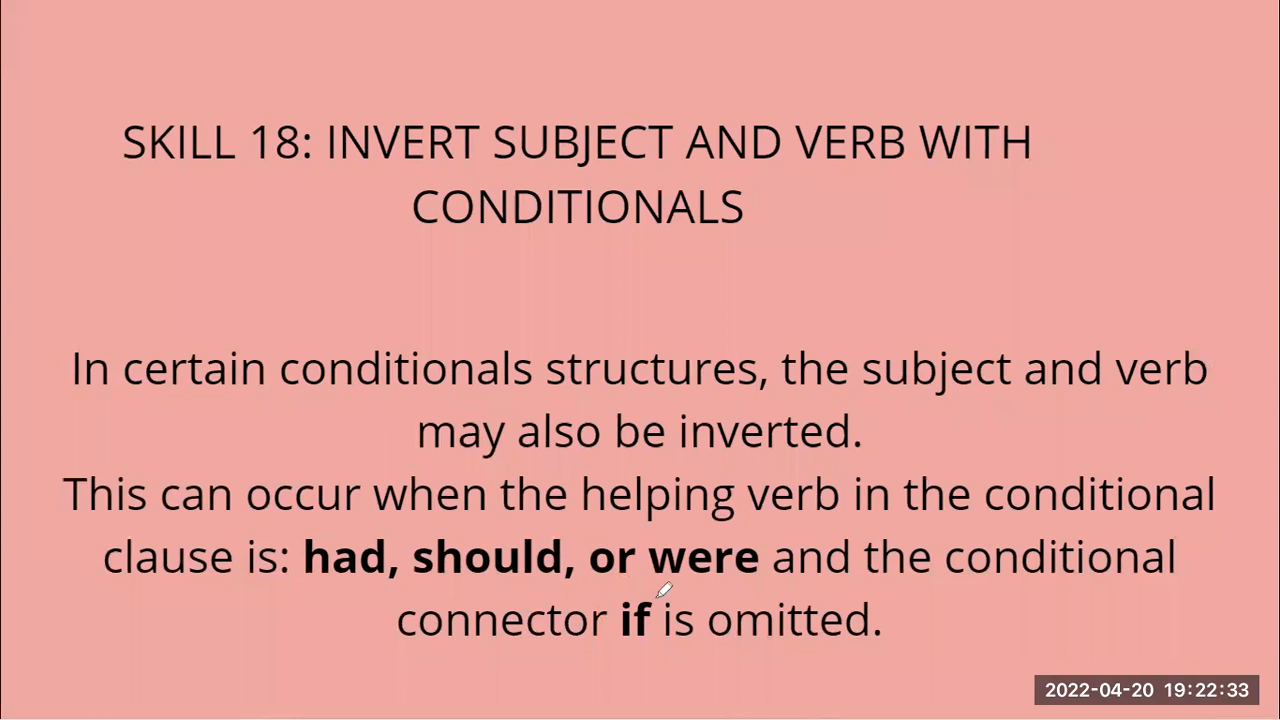 SKILL 18: INVERT SUBJECT AND VERB WITH
CONDITIONALS
In certain conditionals structures, the subject and verb
may also be inverted.
This can occur when the helping verb in the conditional
clause is: had, should, or were and the conditional
connector if is omitted.
2022-04-20 19:22:33